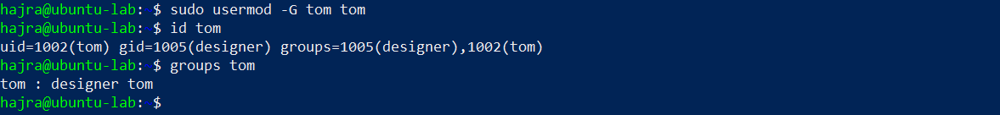 hajra@ubuntu-lab:~$ sudo usermod -G tom tom
hajra@ubuntu-lab:~$ id tom
uid=1002(tom) gid=1005(designer) groups=1005(designer),1002(tom)
hajra@ubuntu-lab:~$ groups tom
tom : designer tom
hajra@ubuntu-lab:~$